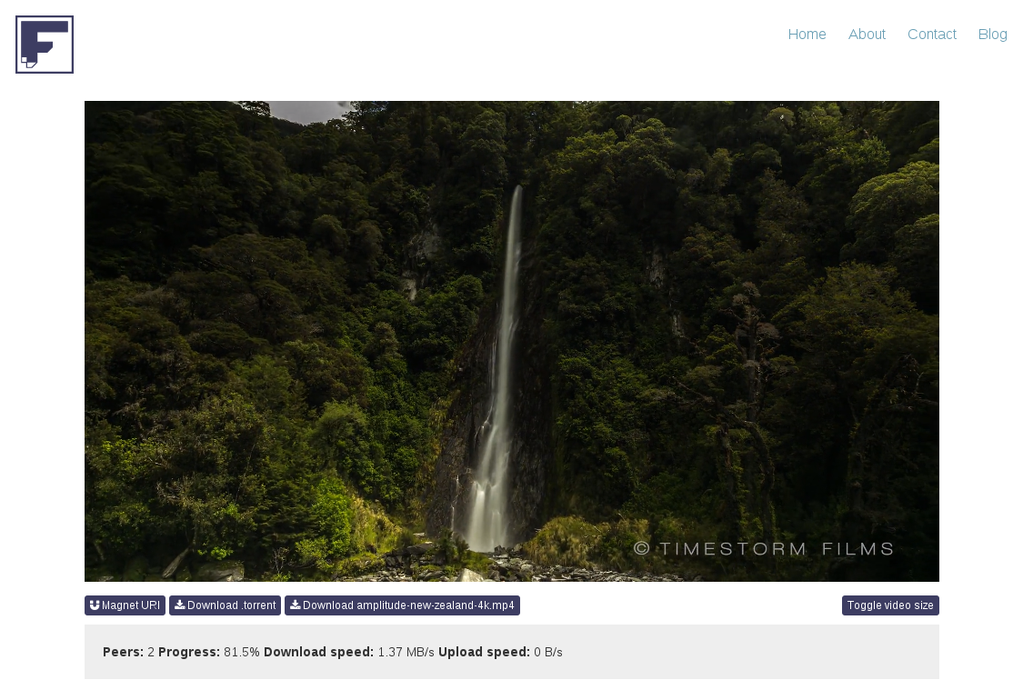 F
Home About Contact Blog
© TIMESTORM FILMS
Magnet URI Download .torrent Download amplitude-new-zealand-4k.mp4 Toggle video size
Peers: 2 Progress: 81.5% Download speed: 1.37 MB/s Upload speed: 0 B/s